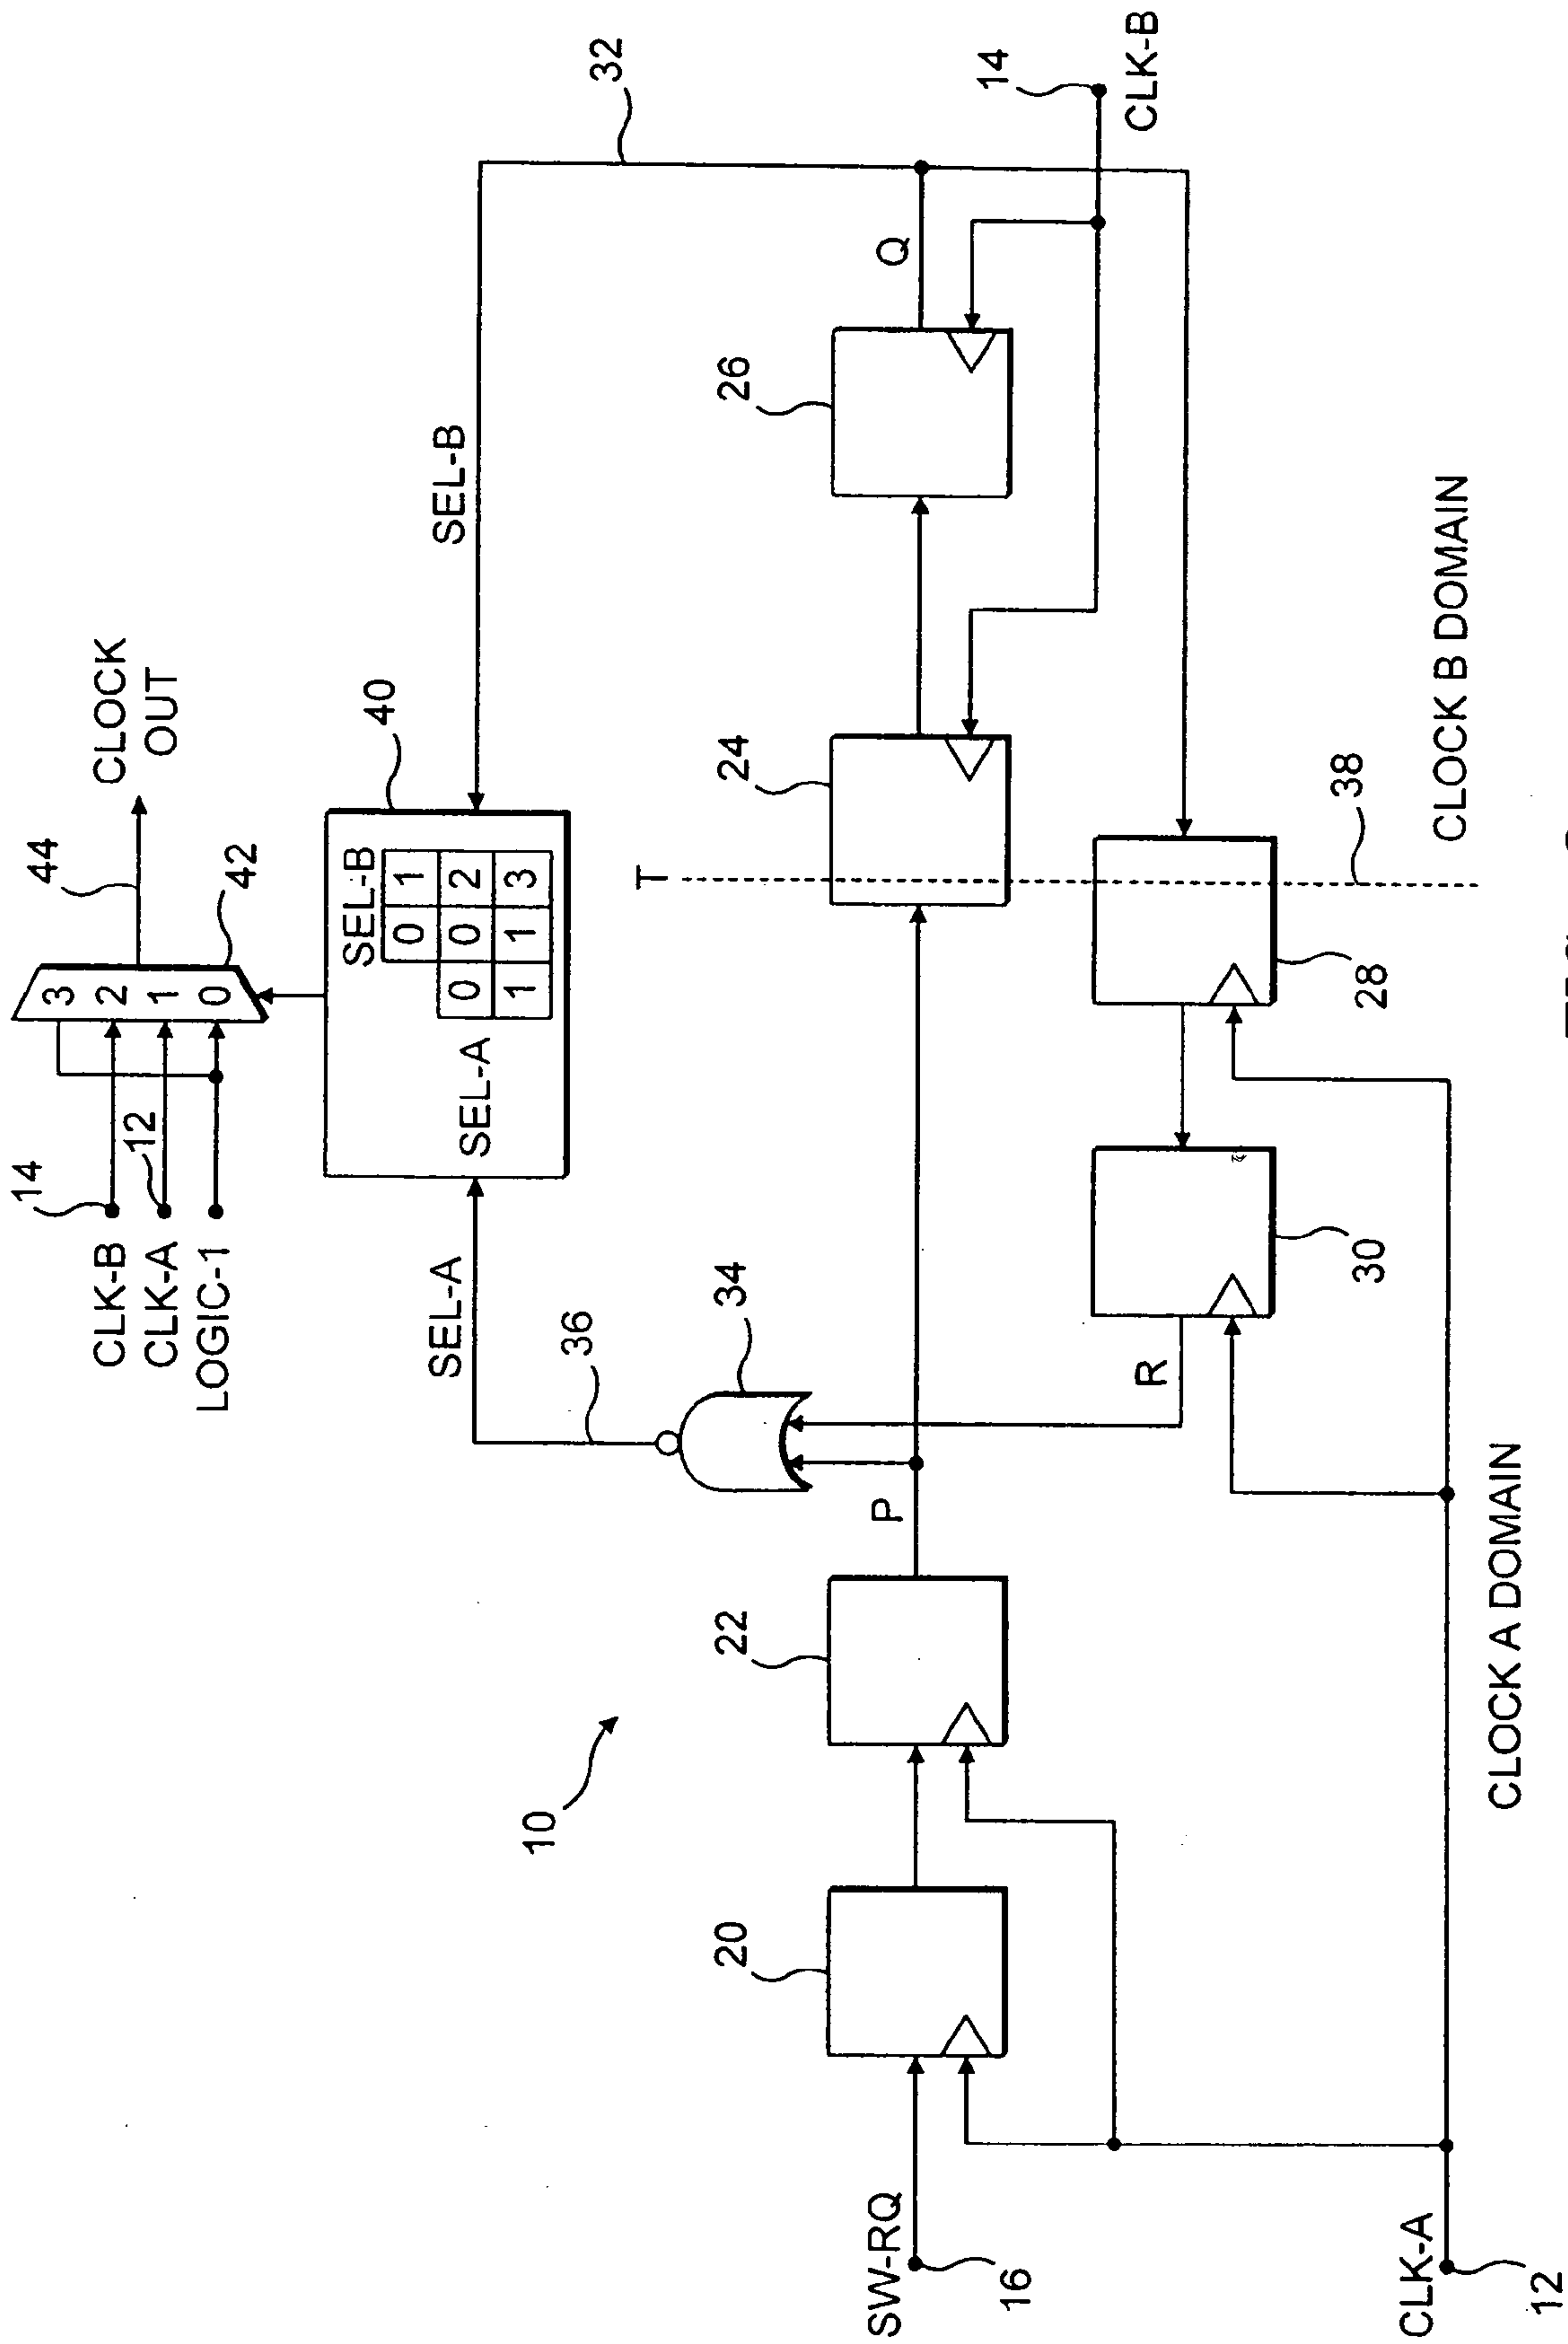 14
CLK-B
CLK-A
12
LOGIC-1
3
2
1
0
42
44
CLOCK
OUT
SEL-A
36
34
SEL-B
SEL-A
0 1
0 0 2
1 1 3
40
SEL-B
32
10
SW-RQ
16
20
22
P
T
24
26
Q
14
CLK-B
R
30
28
38
CLK-A
12
CLOCK A DOMAIN
CLOCK B DOMAIN